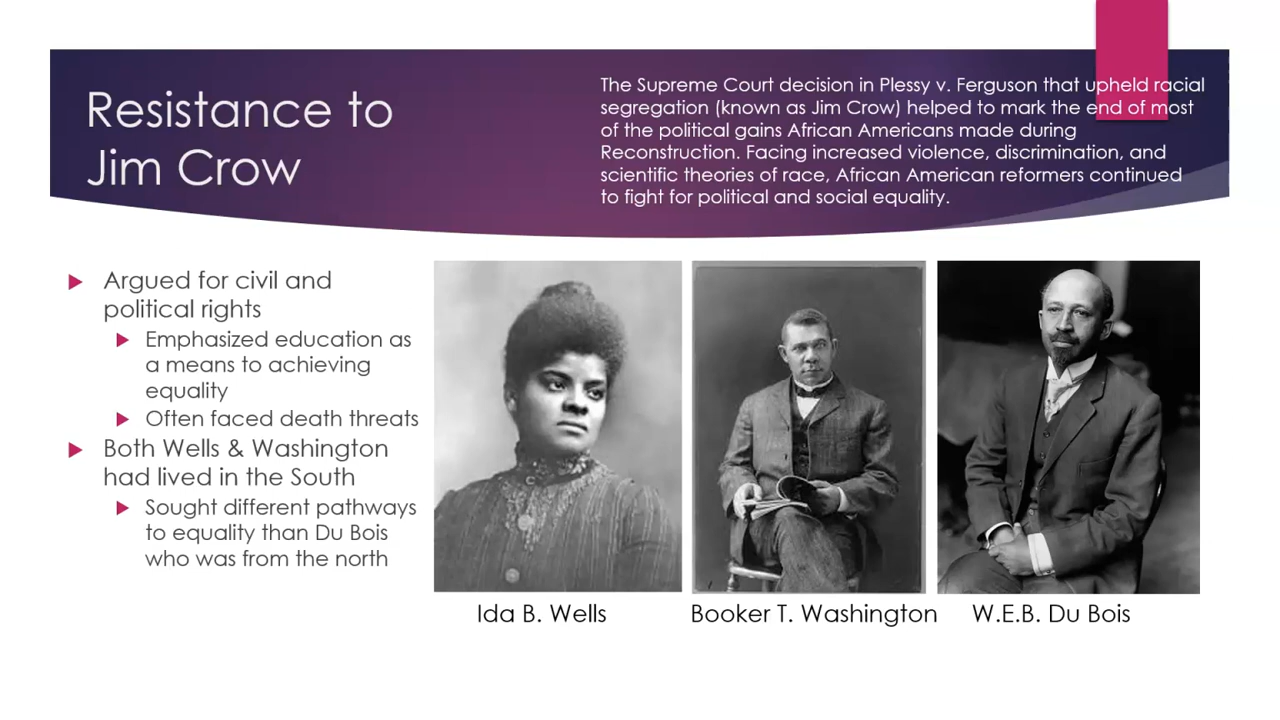 Resistance to
Jim Crow
The Supreme Court decision in Plessy v. Ferguson that upheld racial
segregation (known as Jim Crow) helped to mark the end of most
of the political gains African Americans made during
Reconstruction. Facing increased violence, discrimination, and
scientific theories of race, African American reformers continued
to fight for political and social equality.
Argued for civil and
political rights
Emphasized education as
a means to achieving
equality
Often faced death threats
Both Wells & Washington
had lived in the South
Sought different pathways
to equality than Du Bois
who was from the north
Ida B. Wells
Booker T. Washington
W.E.B. Du Bois